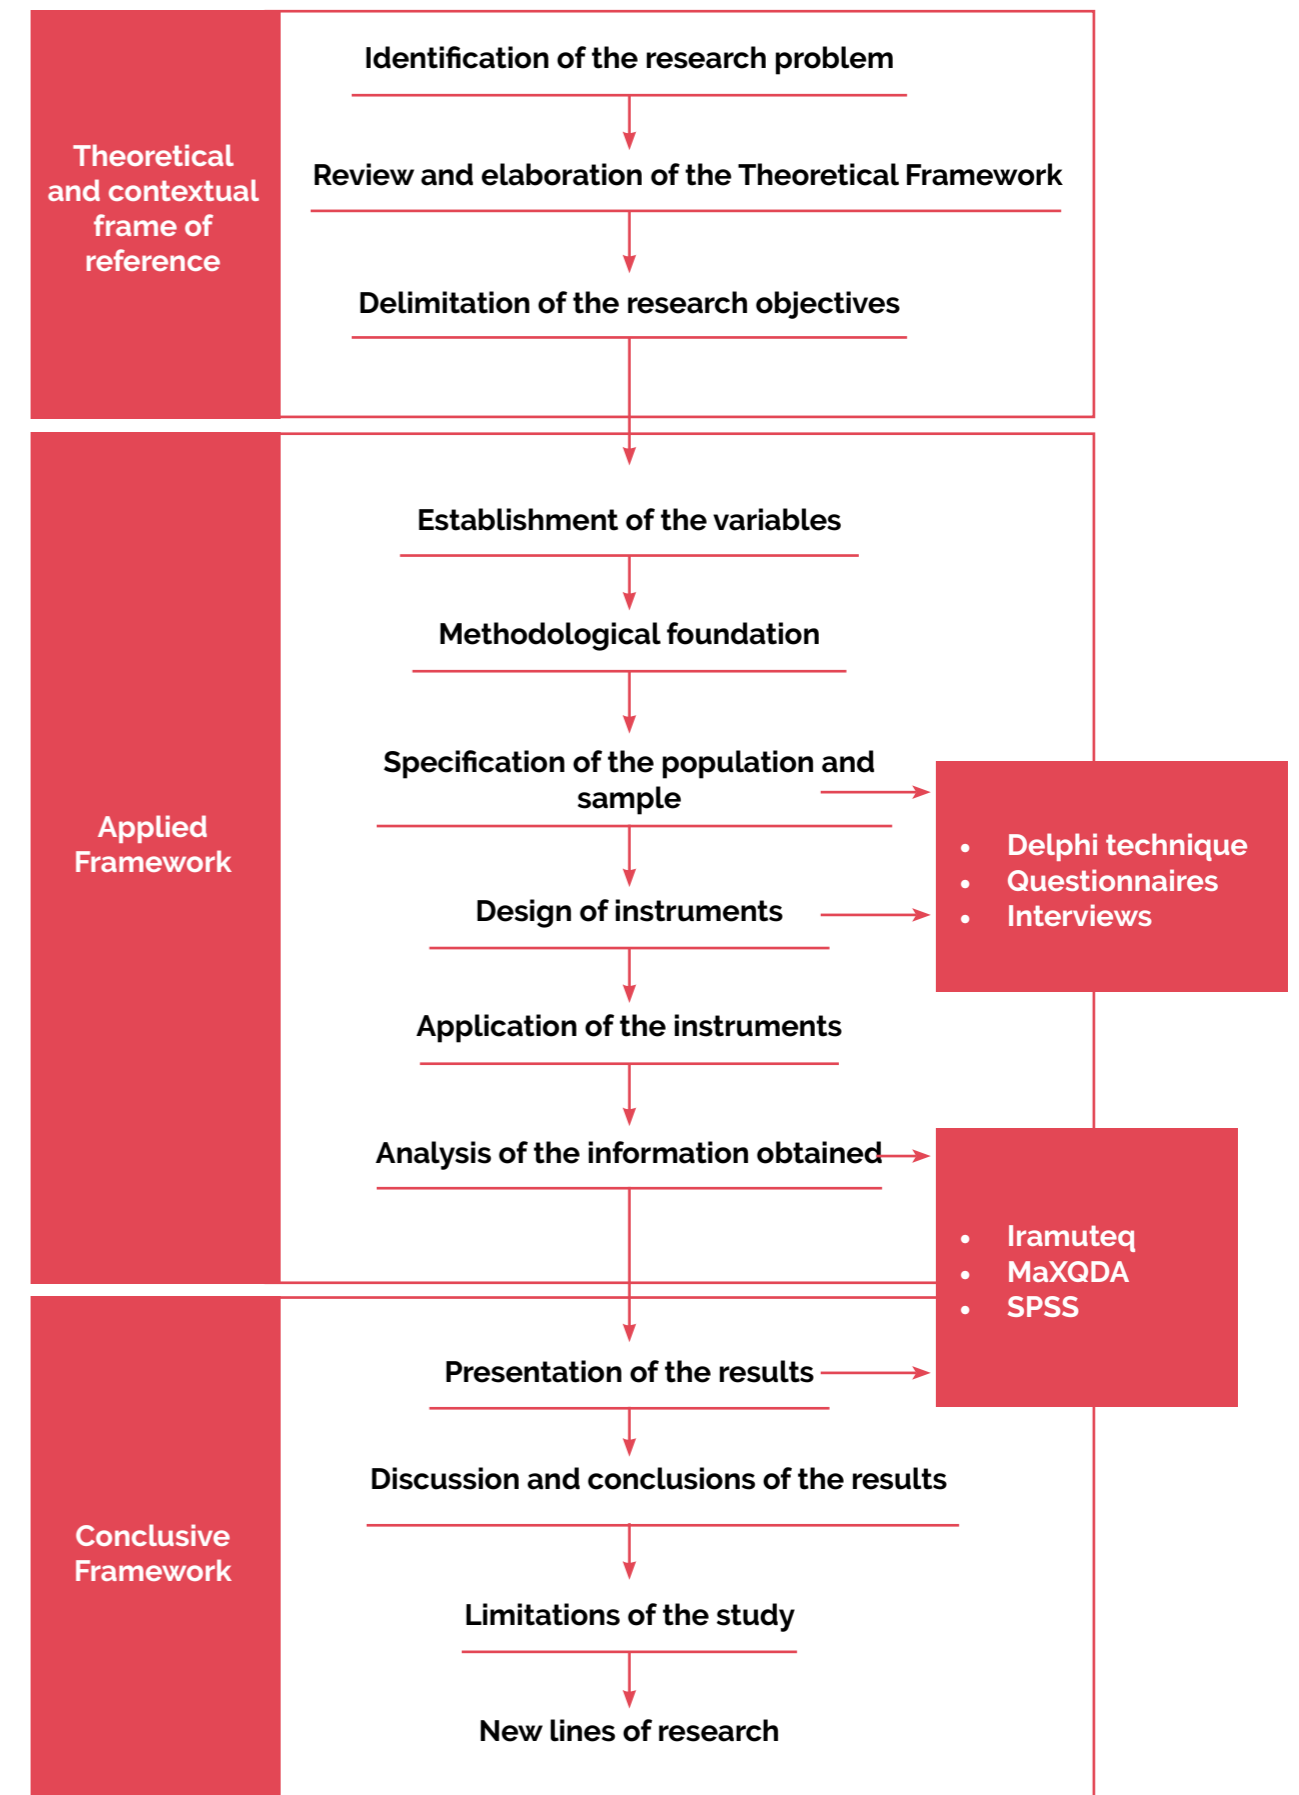 Theoretical
and contextual
frame of
reference
Identification of the research problem
Review and elaboration of the Theoretical Framework
Delimitation of the research objectives
Applied
Framework
Establishment of the variables
Methodological foundation
Specification of the population and
sample
Design of instruments
• Delphi technique
• Questionnaires
• Interviews
Application of the instruments
Analysis of the information obtained
• Iramuteq
• MaXQDA
• SPSS
Conclusive
Framework
Presentation of the results
Discussion and conclusions of the results
Limitations of the study
New lines of research